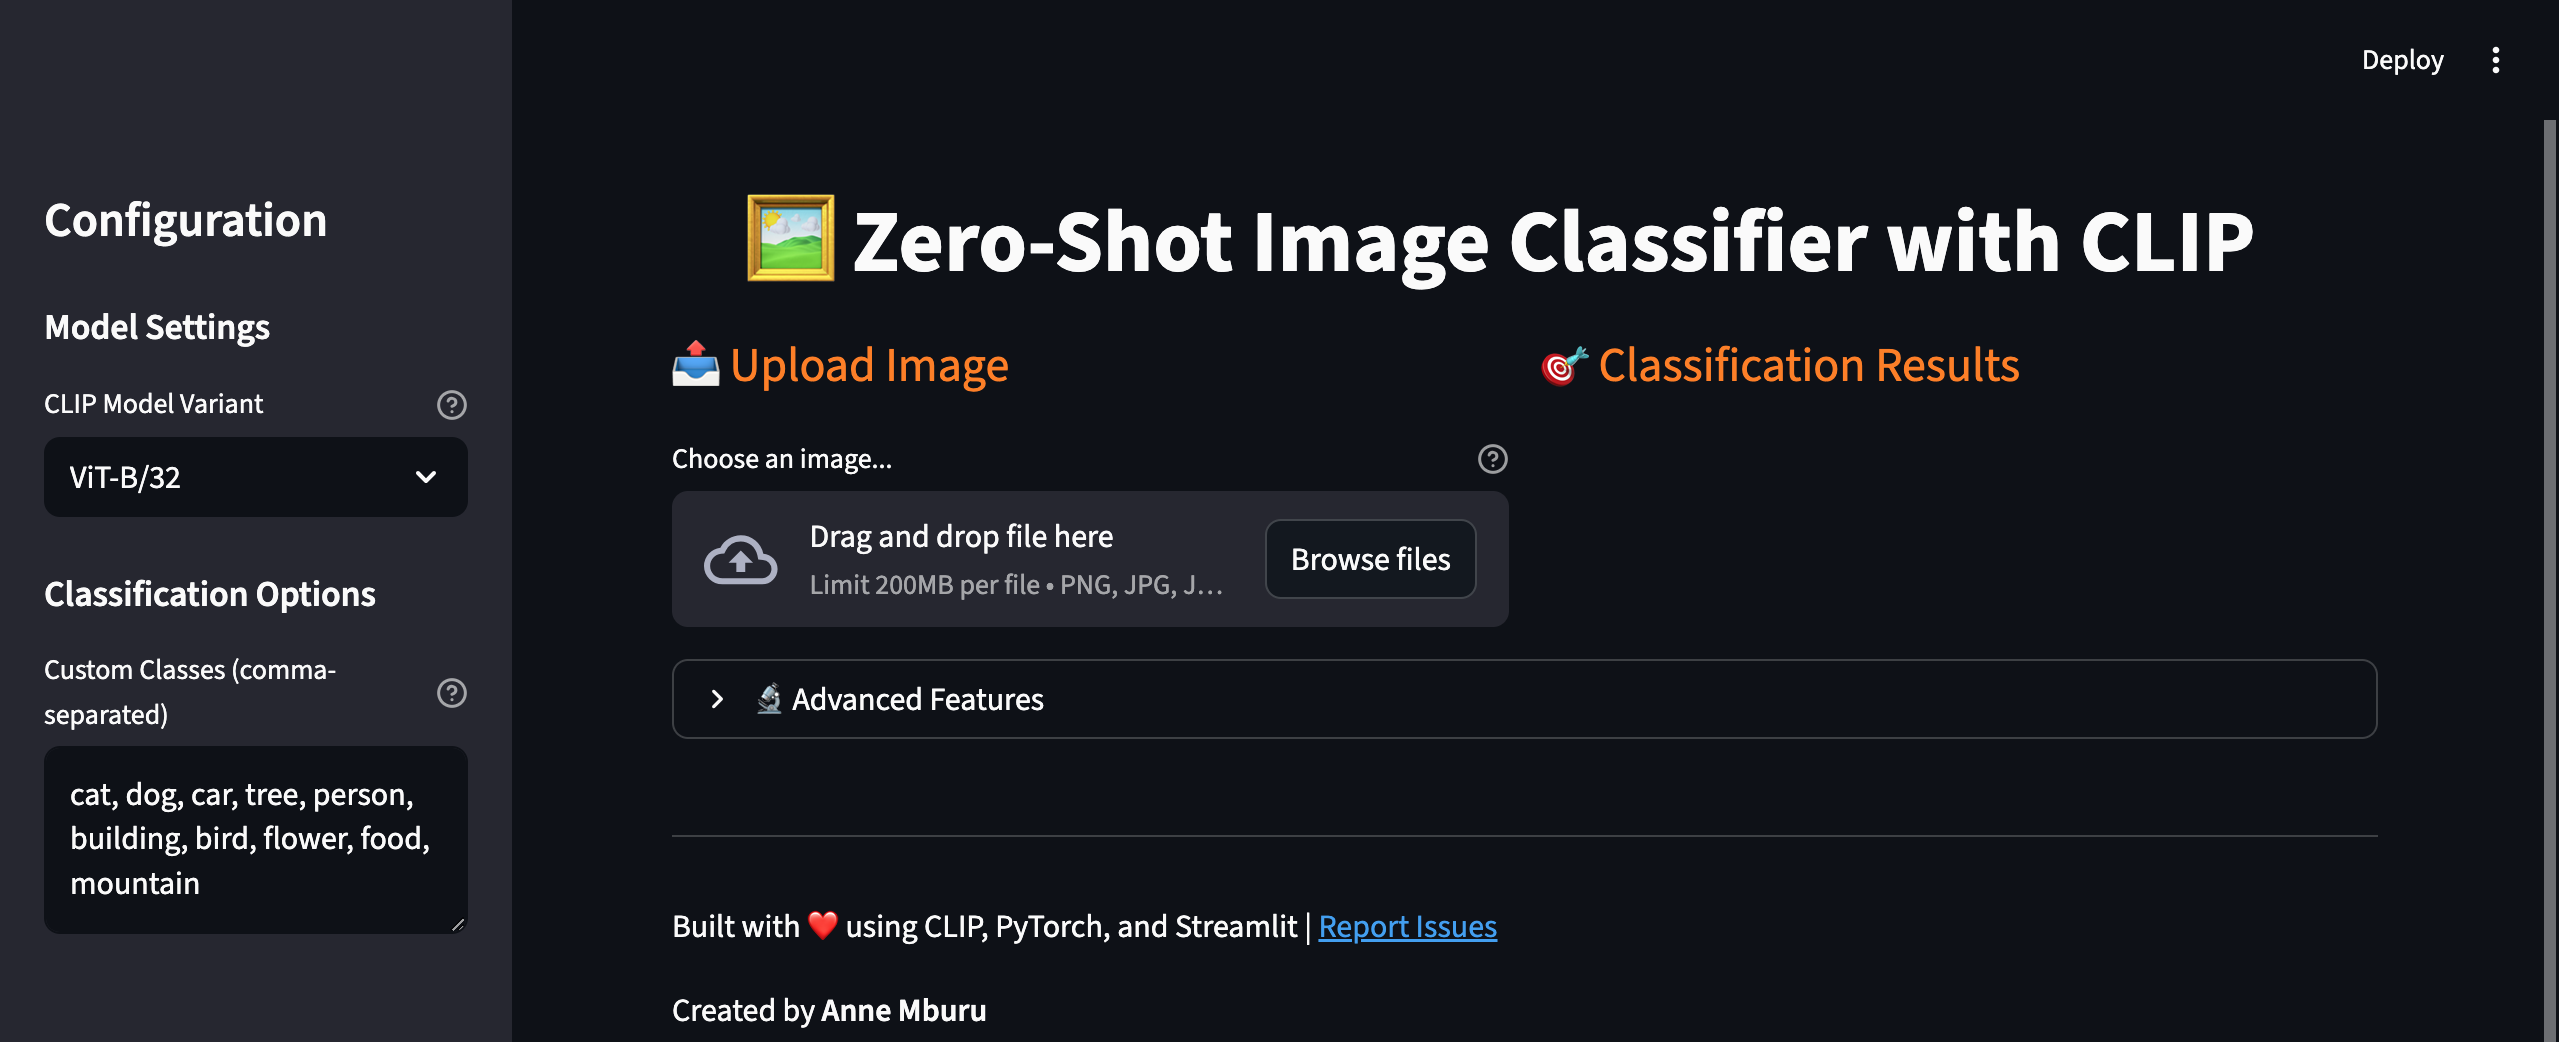 Deploy
Configuration
Model Settings
CLIP Model Variant
ViT-B/32
Classification Options
Custom Classes (comma-
separated)
cat, dog, car, tree, person,
building, bird, flower, food,
mountain
Zero-Shot Image Classifier with CLIP
Upload Image
Choose an image...
Drag and drop file here
Limit 200MB per file • PNG, JPG, J...
Browse files
Classification Results
Advanced Features
Built with ❤️ using CLIP, PyTorch, and Streamlit | Report Issues
Created by Anne Mburu